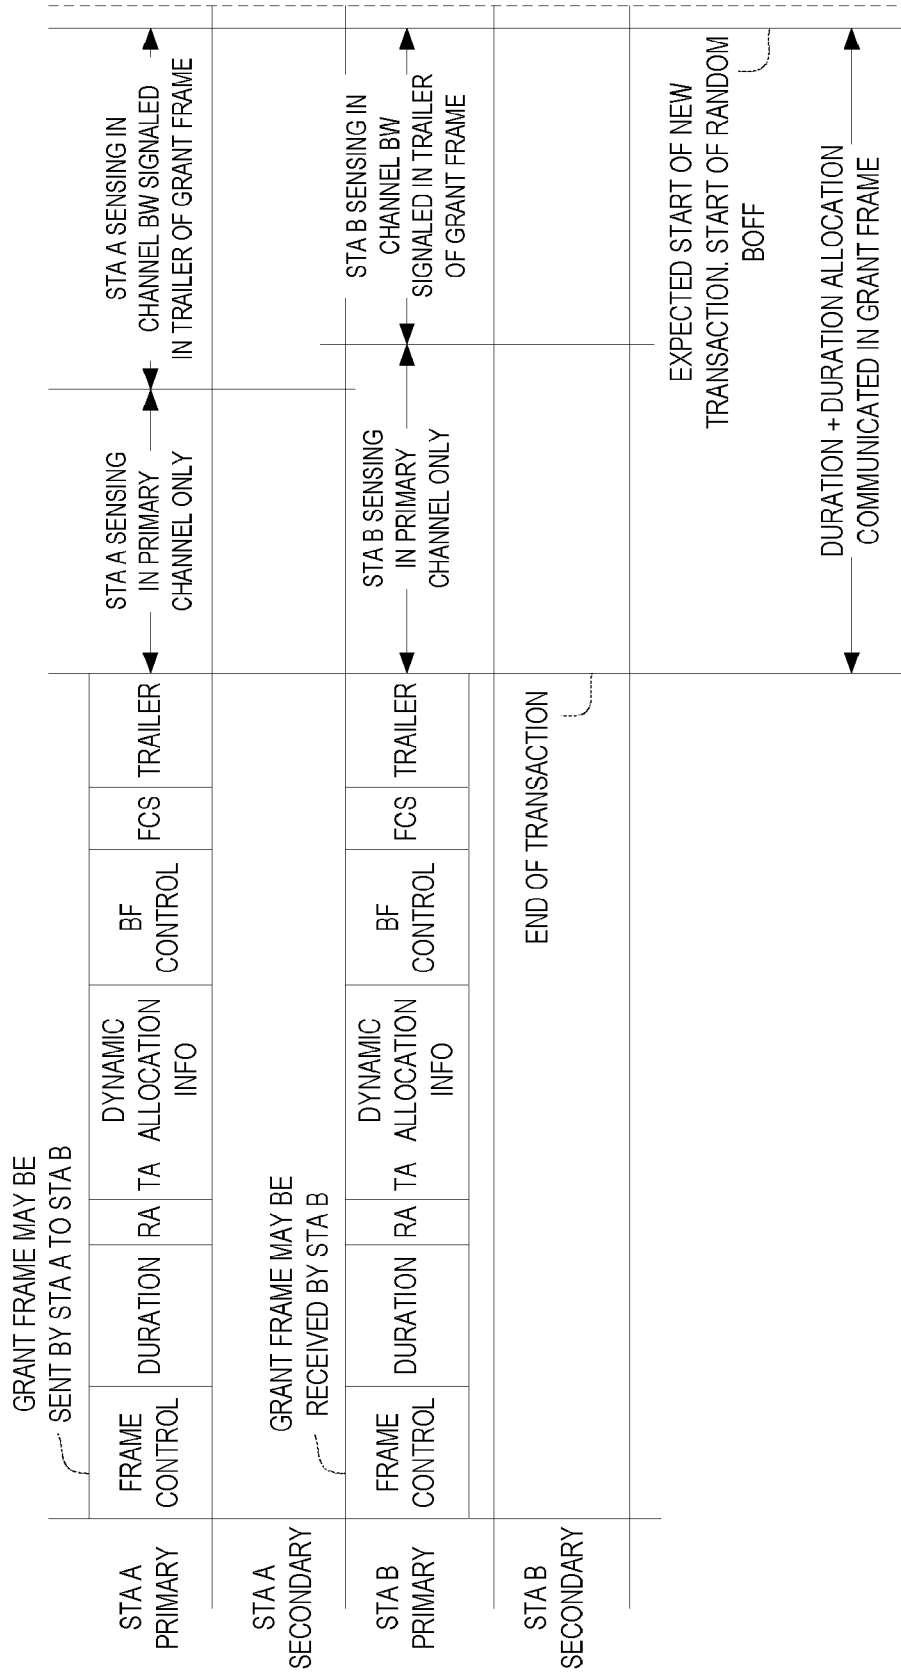 GRANT FRAME MAY BE
SENT BY STA A TO STA B
STA A
PRIMARY
FRAME
CONTROL
DURATION
RA
TA
DYNAMIC
ALLOCATION
INFO
BF
CONTROL
FCS
TRAILER
STA A SENSING
IN PRIMARY
CHANNEL ONLY
STA A SENSING IN
CHANNEL BW SIGNALED
IN TRAILER OF GRANT FRAME
STA A
SECONDARY
GRANT FRAME MAY BE
RECEIVED BY STA B
STA B
PRIMARY
FRAME
CONTROL
DURATION
RA
TA
DYNAMIC
ALLOCATION
INFO
BF
CONTROL
FCS
TRAILER
STA B SENSING
IN PRIMARY
CHANNEL ONLY
STA B SENSING IN
CHANNEL BW
SIGNALED IN TRAILER
OF GRANT FRAME
STA B
SECONDARY
END OF TRANSACTION
EXPECTED START OF NEW
TRANSACTION. START OF RANDOM
BOFF
DURATION + DURATION ALLOCATION
COMMUNICATED IN GRANT FRAME